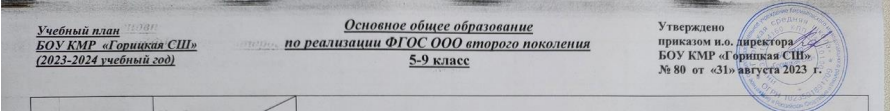 Учебный план
БОУ КМР «Горицкая СШ»
(2023-2024 учебный год)
Основное общее образование
по реализации ФГОС ООО второго поколения
5-9 класс
Утверждено
приказом и.о. директора
БОУ КМР «Горицкая СШ»
№ 80 от «31» августа 2023 г.